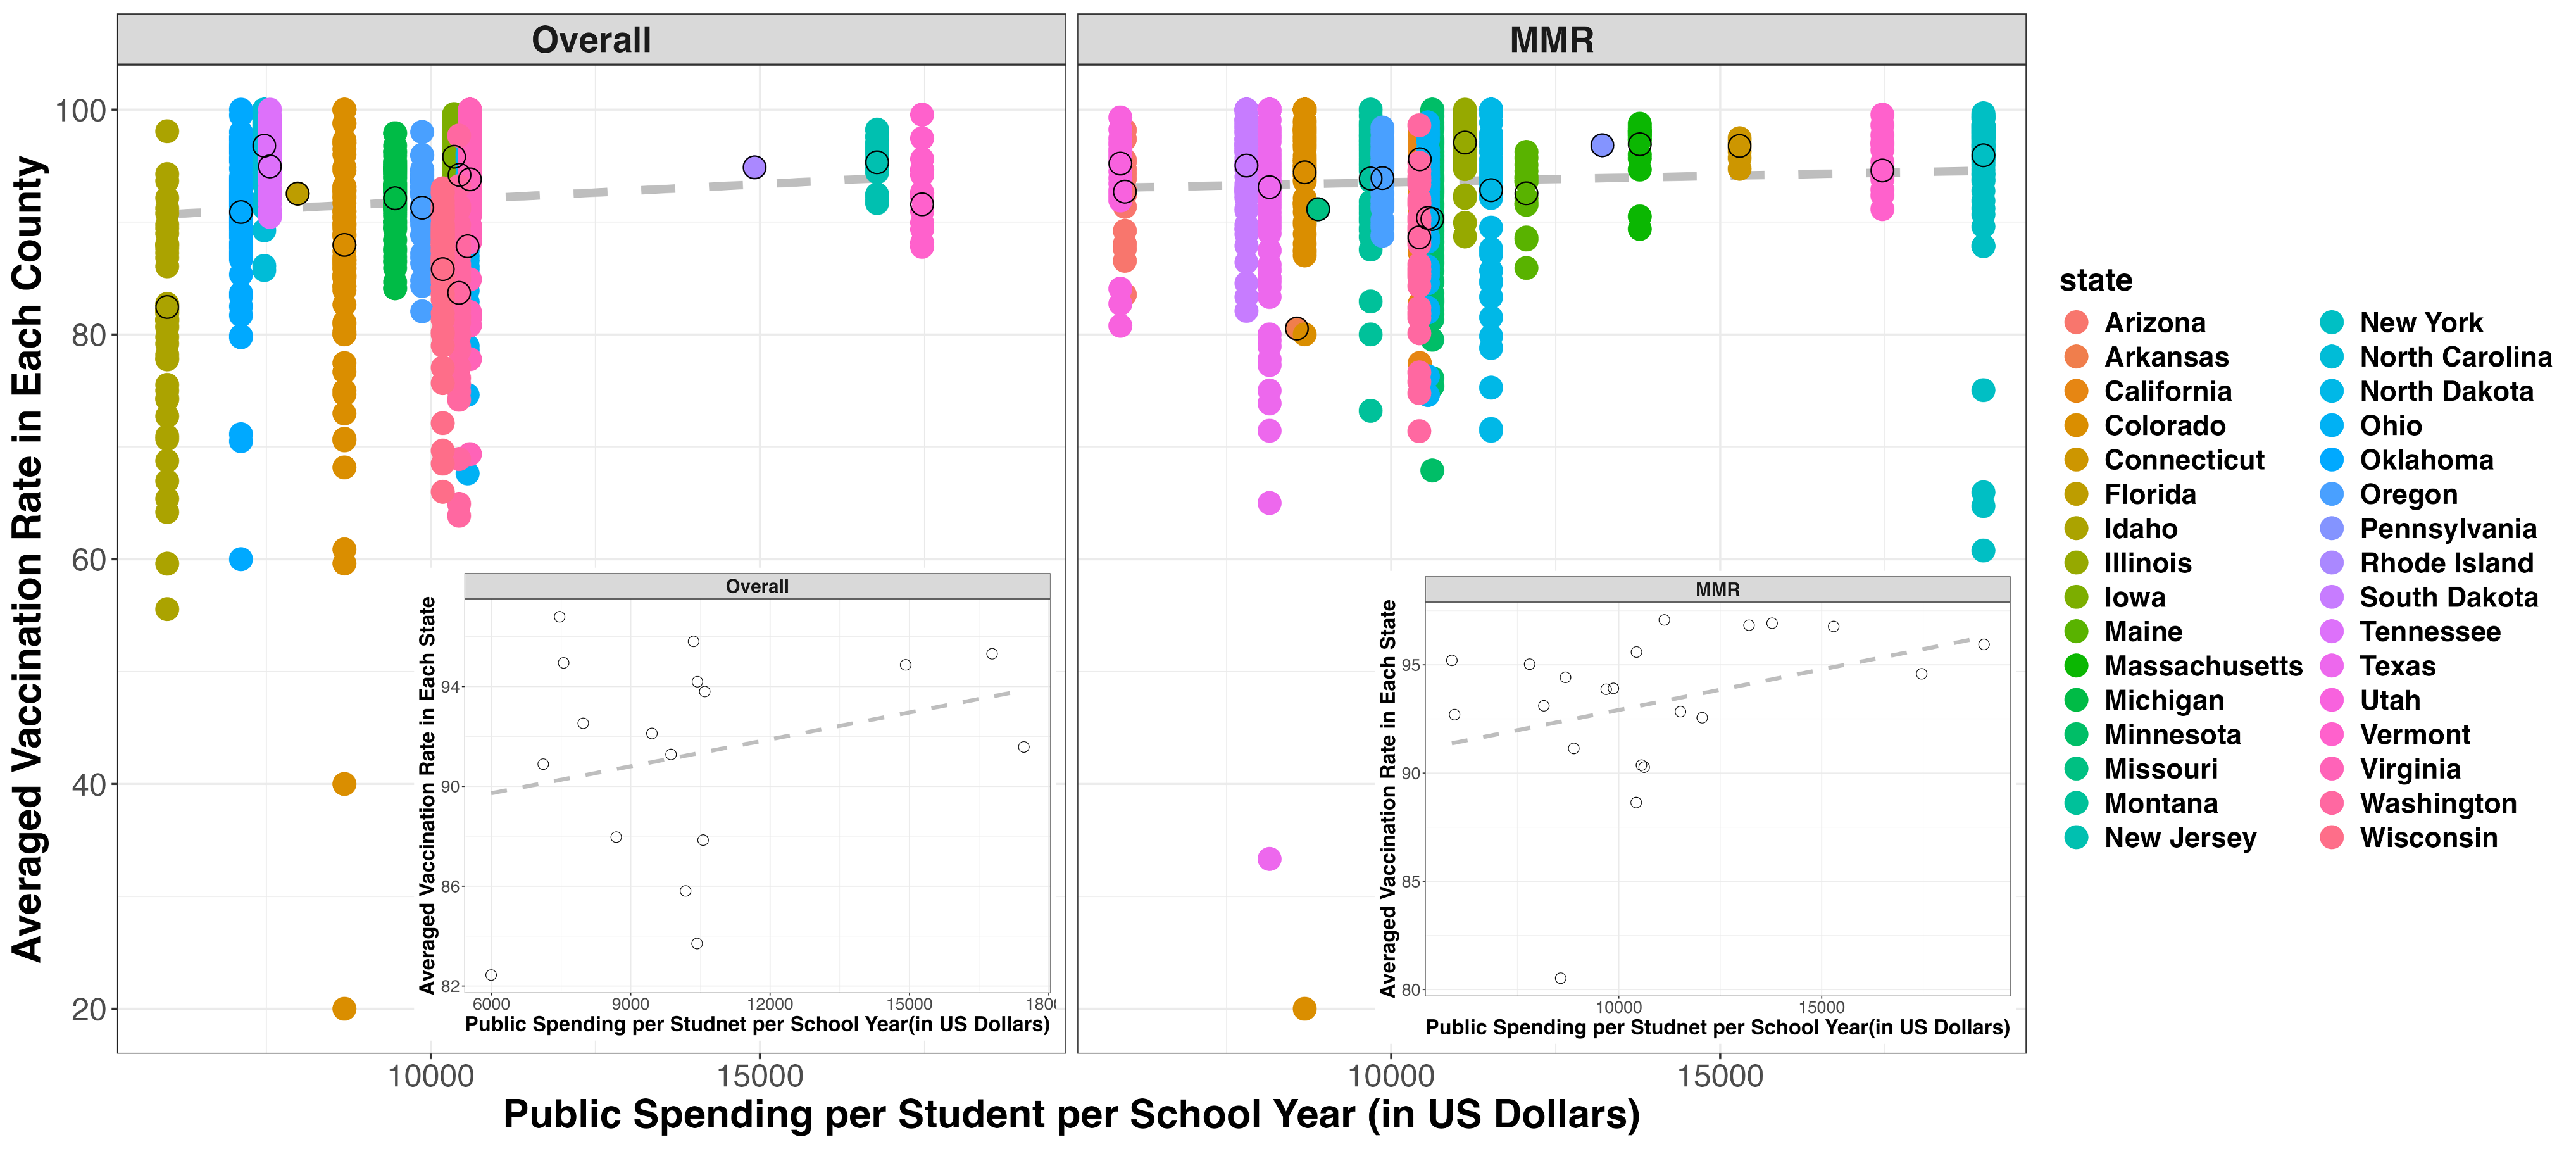 Overall
MMR
Averaged Vaccination Rate in Each County
100
80
60
40
20
Overall
Averaged Vaccination Rate in Each State
94
90
86
82
6000 9000 12000 15000
Public Spending per Studnet per School Year(in US Dollars)
MMR
Averaged Vaccination Rate in Each State
95
90
85
80
10000 15000
Public Spending per Studnet per School Year(in US Dollars)
10000 15000
10000 15000
Public Spending per Student per School Year (in US Dollars)
state
Arizona
Arkansas
California
Colorado
Connecticut
Florida
Idaho
Illinois
Iowa
Maine
Massachusetts
Michigan
Minnesota
Missouri
Montana
New Jersey
New York
North Carolina
North Dakota
Ohio
Oklahoma
Oregon
Pennsylvania
Rhode Island
South Dakota
Tennessee
Texas
Utah
Vermont
Virginia
Washington
Wisconsin